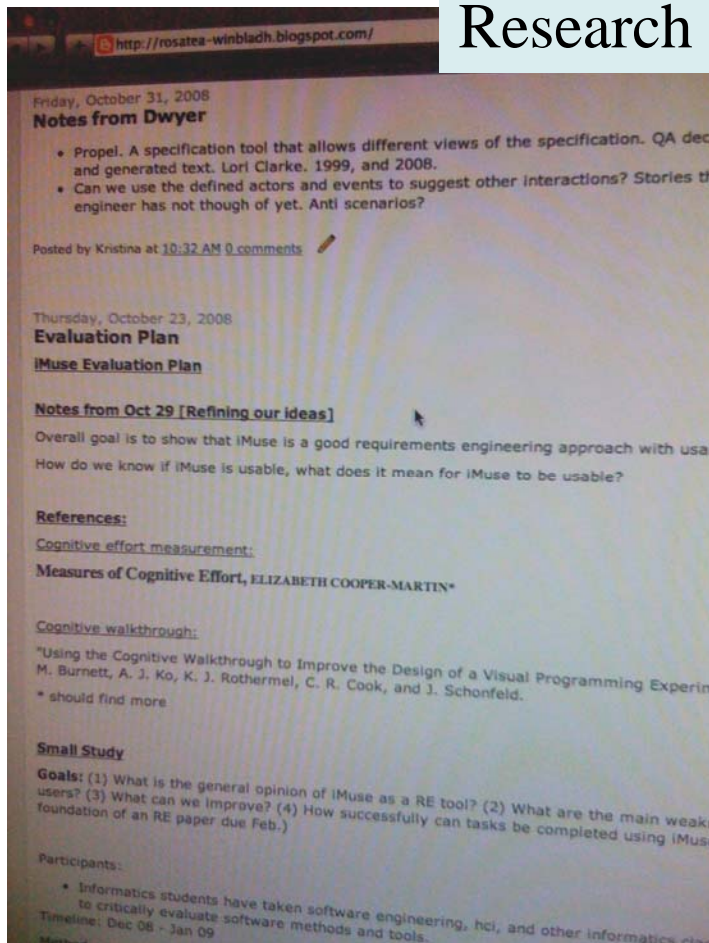 Research
http://rosatea-winbladh.blogspot.com/
Friday, October 31, 2008
Notes from Dwyer
• Propel. A specification tool that allows different views of the specification. QA dec
and generated text. Lori Clarke. 1999, and 2008.
• Can we use the defined actors and events to suggest other interactions? Stories th
engineer has not though of yet. Anti scenarios?
Posted by Kristina at 10:32 AM 0 comments
Thursday, October 23, 2008
Evaluation Plan
iMuse Evaluation Plan
Notes from Oct 29 [Refining our ideas]
Overall goal is to show that iMuse is a good requirements engineering approach with usa
How do we know if iMuse is usable, what does it mean for iMuse to be usable?
References:
Cognitive effort measurement:
Measures of Cognitive Effort, ELIZABETH COOPER-MARTIN*
Cognitive walkthrough:
"Using the Cognitive Walkthrough to Improve the Design of a Visual Programming Experim
M. Burnett, A. J. Ko, K. J. Rothermel, C. R. Cook, and J. Schonfeld.
* should find more
Small Study
Goals: (1) What is the general opinion of iMuse as a RE tool? (2) What are the main weak
users? (3) What can we improve? (4) How successfully can tasks be completed using iMus
foundation of an RE paper due Feb.)
Participants:
• Informatics students have taken software engineering, hci, and other informatics cla
to critically evaluate software methods and tools.
Timeline: Dec 08 - Jan 09